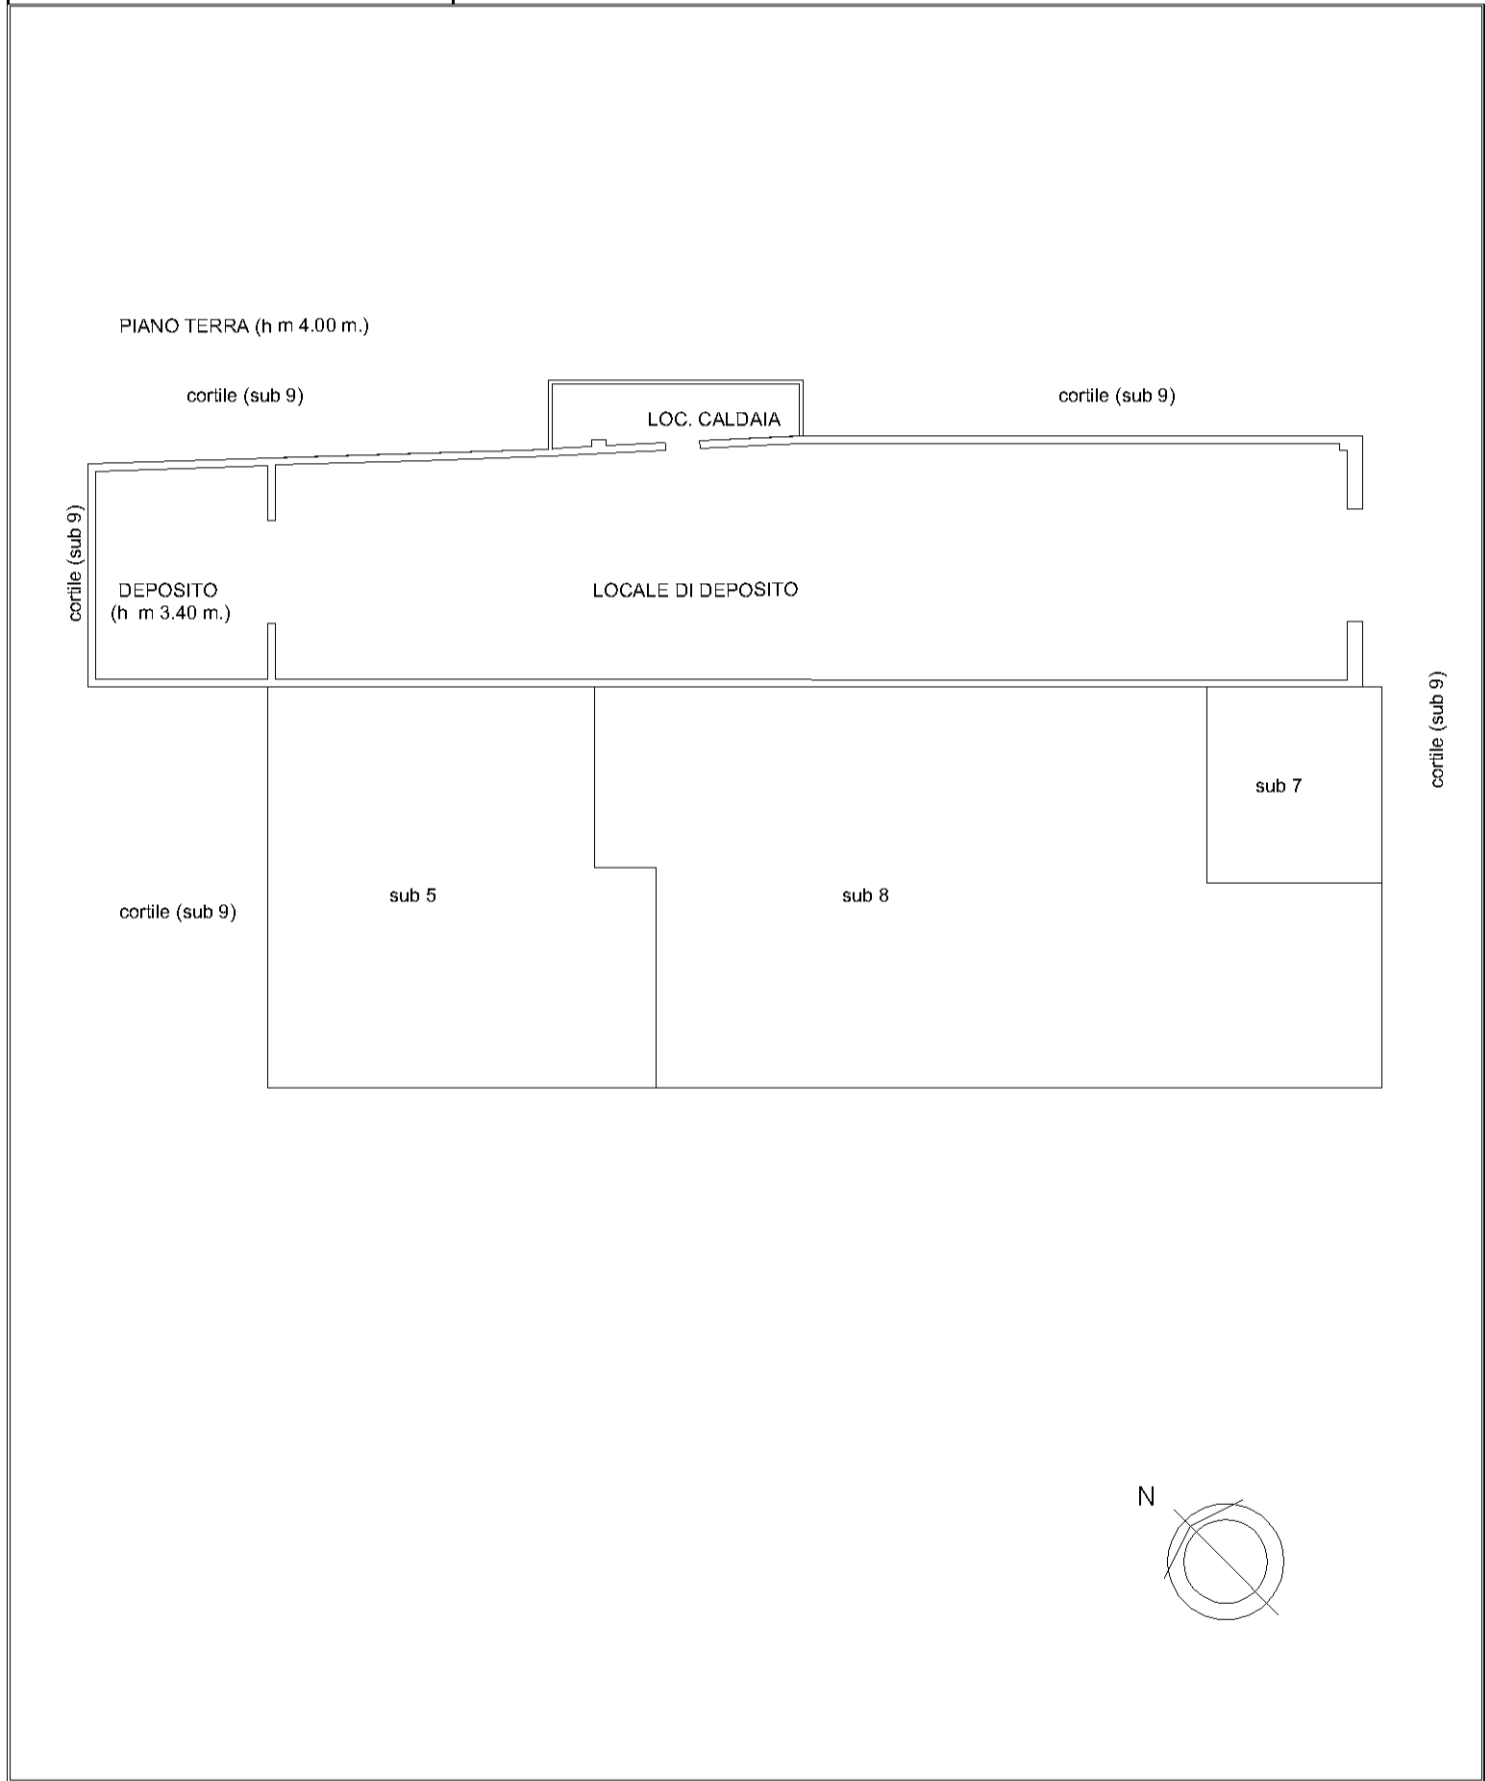 PIANO TERRA (h m 4.00 m.)
cortile (sub 9)
cortile (sub 9)
LOC. CALDAIA
cortile (sub 9)
DEPOSITO
(h m 3.40 m.)
LOCALE DI DEPOSITO
cortile (sub 9)
sub 7
sub 5
sub 8
cortile (sub 9)
N